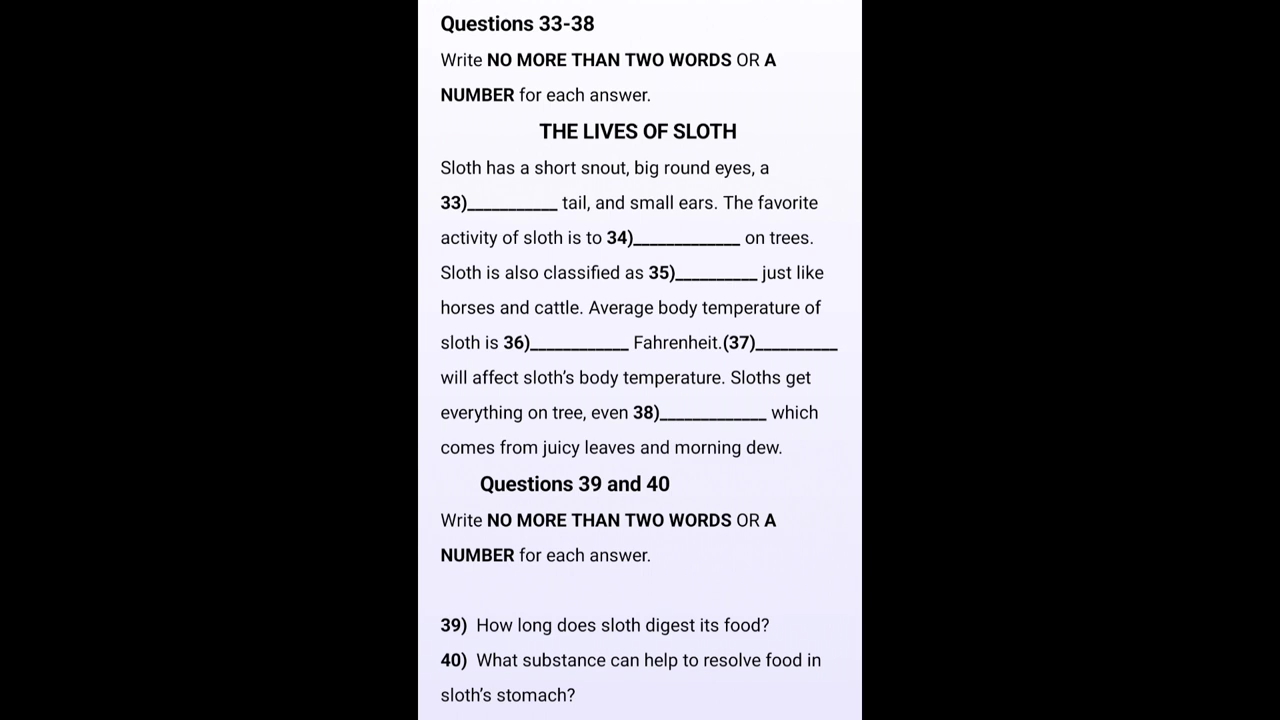 Questions 33-38
Write NO MORE THAN TWO WORDS OR A
NUMBER for each answer.
THE LIVES OF SLOTH
Sloth has a short snout, big round eyes, a
33)___________ tail, and small ears. The favorite
activity of sloth is to 34)_____________ on trees.
Sloth is also classified as 35)__________ just like
horses and cattle. Average body temperature of
sloth is 36)____________ Fahrenheit.(37)__________
will affect sloth's body temperature. Sloths get
everything on tree, even 38)_____________ which
comes from juicy leaves and morning dew.
Questions 39 and 40
Write NO MORE THAN TWO WORDS OR A
NUMBER for each answer.
39) How long does sloth digest its food?
40) What substance can help to resolve food in
sloth's stomach?